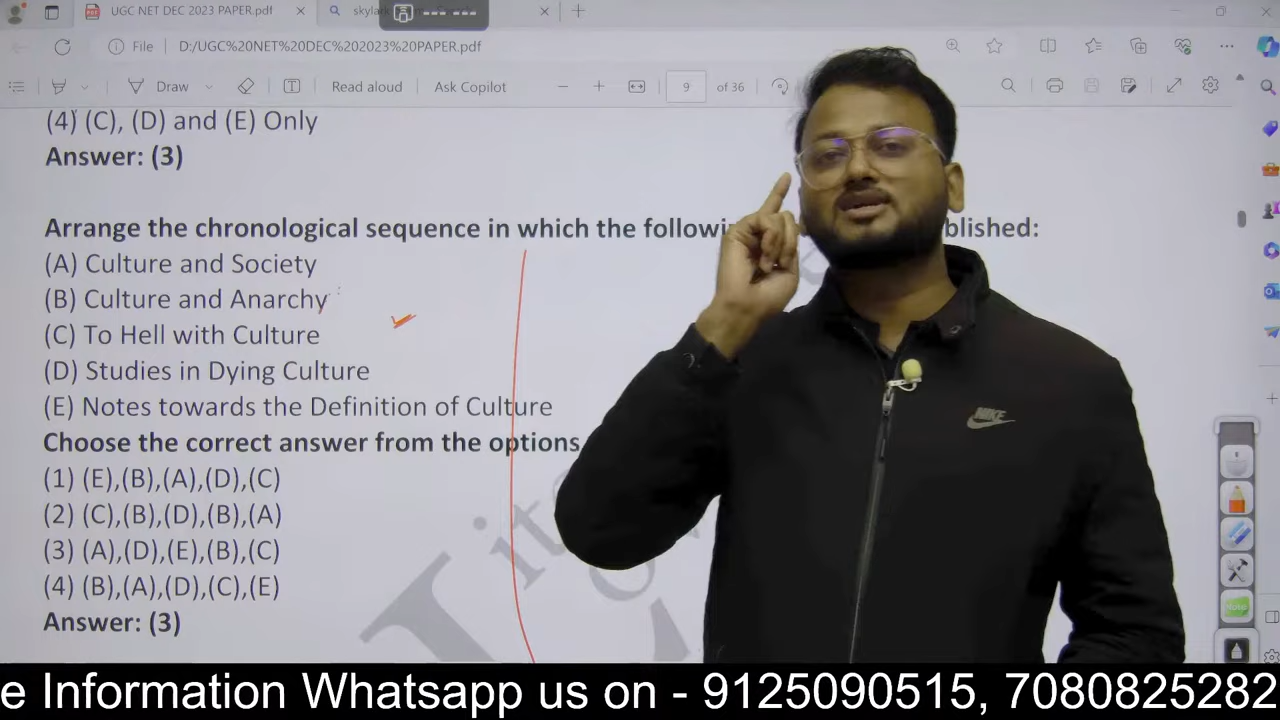 UGC NET DEC 2023 PAPER.pdf
File D:/UGC%20NET%20DEC%202023%20PAPER.pdf
Draw
Read aloud
Ask Copilot
9 of 36
(4) (C), (D) and (E) Only
Answer: (3)
Arrange the chronological sequence in which the blished:
(A) Culture and Society
(B) Culture and Anarchy
(C) To Hell with Culture
(D) Studies in Dying Culture
(E) Notes towards the Definition of Culture
Choose the correct answer from the options
(1) (E),(B),(A),(D),(C)
(2) (C),(B),(D),(B),(A)
(3) (A),(D),(E),(B),(C)
(4) (B),(A),(D),(C),(E)
Answer: (3)
NIKE
e Information Whatsapp us on - 9125090515, 7080825282